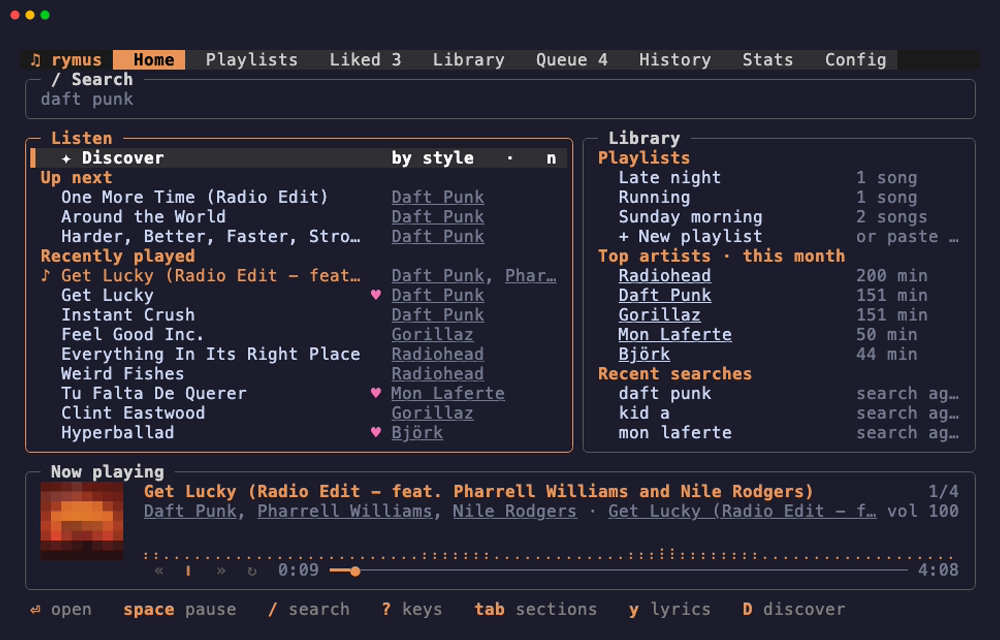 ♫ rymus  Home  Playlists  Liked 3  Library  Queue 4  History  Stats  Config
/ Search
daft punk
Listen
✦ Discover  by style  ·  n
Up next
One More Time (Radio Edit)  Daft Punk
Around the World  Daft Punk
Harder, Better, Faster, Stro…  Daft Punk
Recently played
♪ Get Lucky (Radio Edit – feat…  Daft Punk, Phar…
Get Lucky  ♥ Daft Punk
Instant Crush  Daft Punk
Feel Good Inc.  Gorillaz
Everything In Its Right Place  Radiohead
Weird Fishes  Radiohead
Tu Falta De Querer  ♥ Mon Laferte
Clint Eastwood  Gorillaz
Hyperballad  ♥ Björk
Library
Playlists
Late night  1 song
Running  1 song
Sunday morning  2 songs
+ New playlist  or paste …
Top artists · this month
Radiohead  200 min
Daft Punk  151 min
Gorillaz  151 min
Mon Laferte  50 min
Björk  44 min
Recent searches
daft punk  search ag…
kid a  search ag…
mon laferte  search ag…
Now playing
Get Lucky (Radio Edit – feat. Pharrell Williams and Nile Rodgers)  1/4
Daft Punk, Pharrell Williams, Nile Rodgers · Get Lucky (Radio Edit – f…  vol 100
«  »  ↻  0:09  4:08
⏎ open  space pause  / search  ? keys  tab sections  y lyrics  D discover